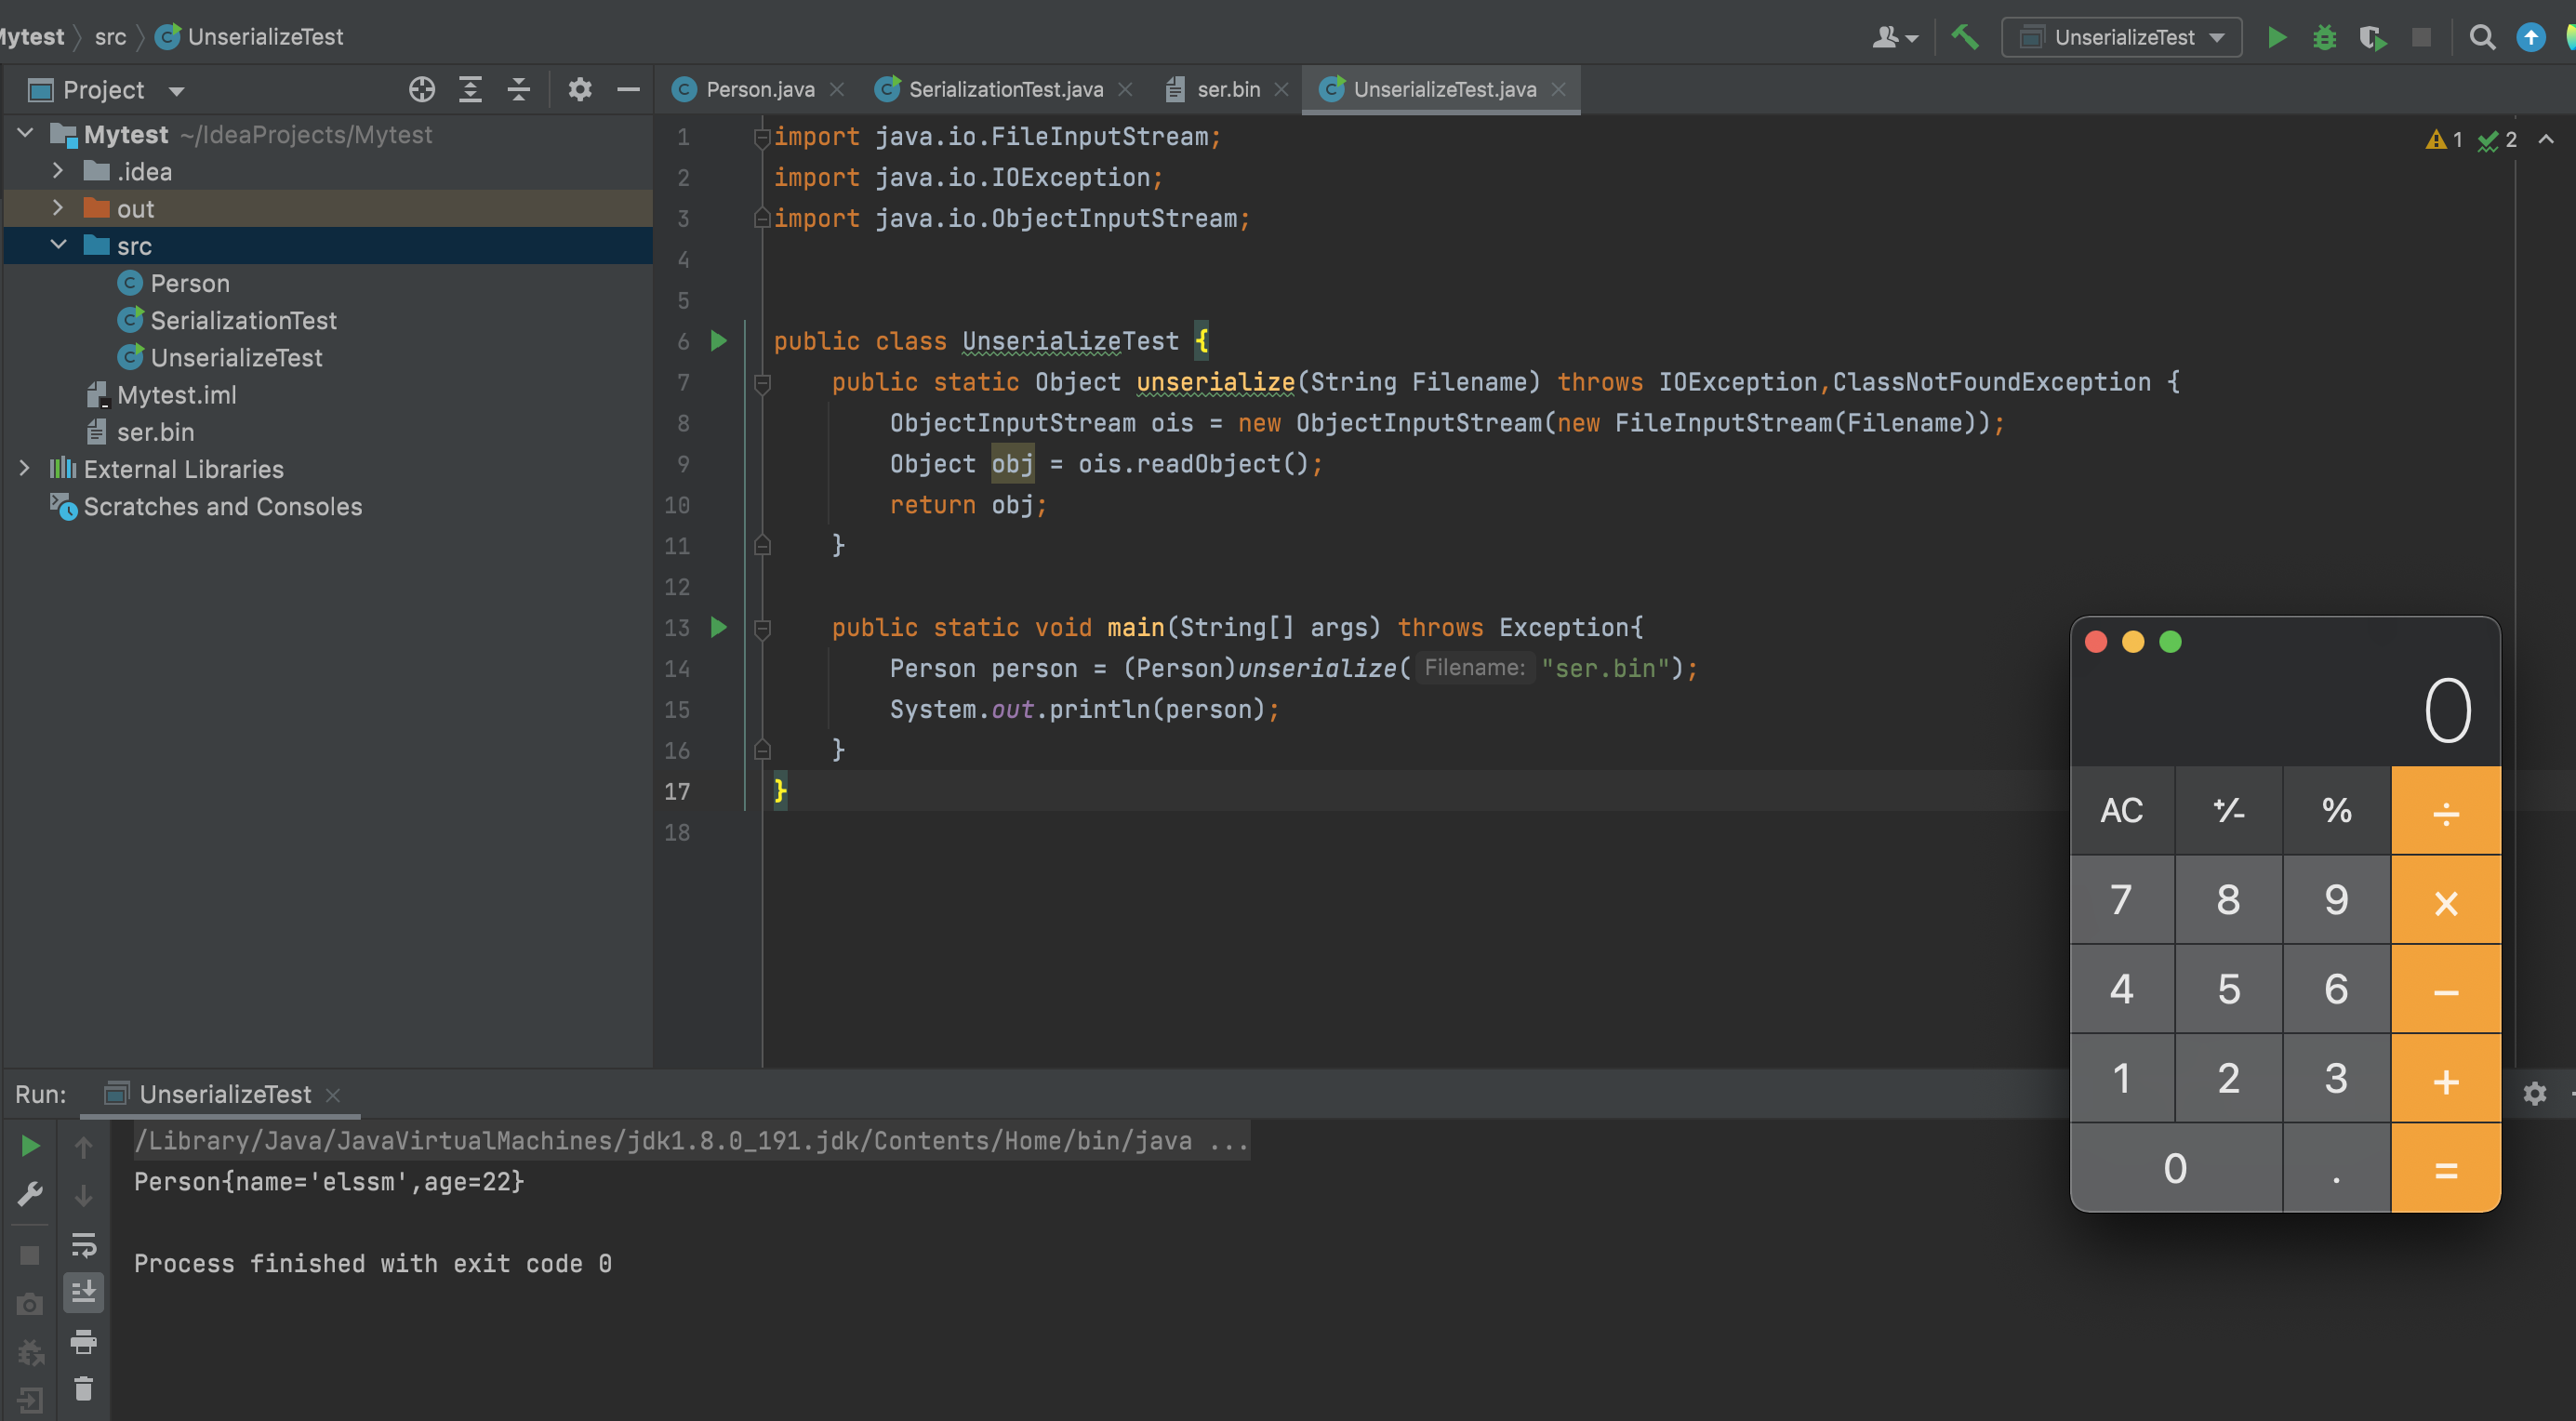 Mytest src UnserializeTest UnserializeTest
Project
Person.java SerializationTest.java ser.bin UnserializeTest.java
Mytest ~/IdeaProjects/Mytest
.idea
out
src
Person
SerializationTest
UnserializeTest
Mytest.iml
ser.bin
External Libraries
Scratches and Consoles
1 2
1 import java.io.FileInputStream;
2 import java.io.IOException;
3 import java.io.ObjectInputStream;
4
5
6 public class UnserializeTest {
7 public static Object unserialize(String Filename) throws IOException,ClassNotFoundException {
8 ObjectInputStream ois = new ObjectInputStream(new FileInputStream(Filename));
9 Object obj = ois.readObject();
10 return obj;
11 }
12
13 public static void main(String[] args) throws Exception{
14 Person person = (Person)unserialize( Filename: "ser.bin");
15 System.out.println(person);
16 }
17 }
18
0
AC +/- % ÷
7 8 9 ×
4 5 6 −
1 2 3 +
0 . =
Run: UnserializeTest
/Library/Java/JavaVirtualMachines/jdk1.8.0_191.jdk/Contents/Home/bin/java ...
Person{name='elssm',age=22}
Process finished with exit code 0